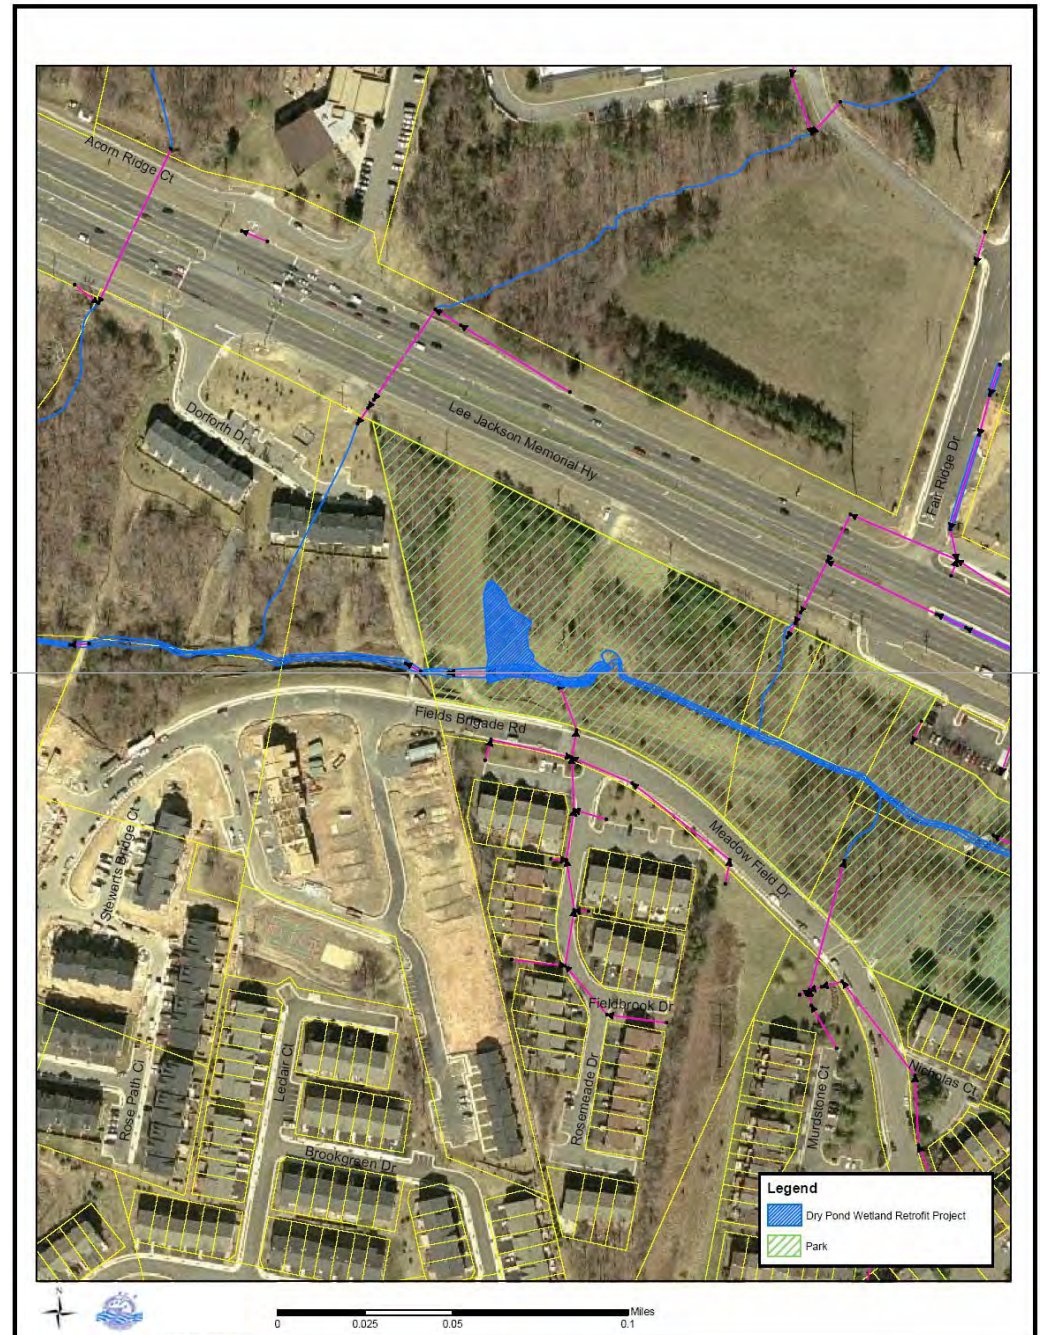 Acorn Ridge Ct
Dorforth Dr
Lee Jackson Memorial Hy
Fair Ridge Dr
Fields Brigade Rd
Stewarts Bridge Ct
Meadow Field Dr
Fieldbrook Dr
Nicholas Ct
Leclair Ct
Rose Path Ct
Rosemeade Dr
Murdstone Ct
Brookgreen Dr
Legend
Dry Pond Wetland Retrofit Project
Park
N
Miles
0 0.025 0.05 0.1